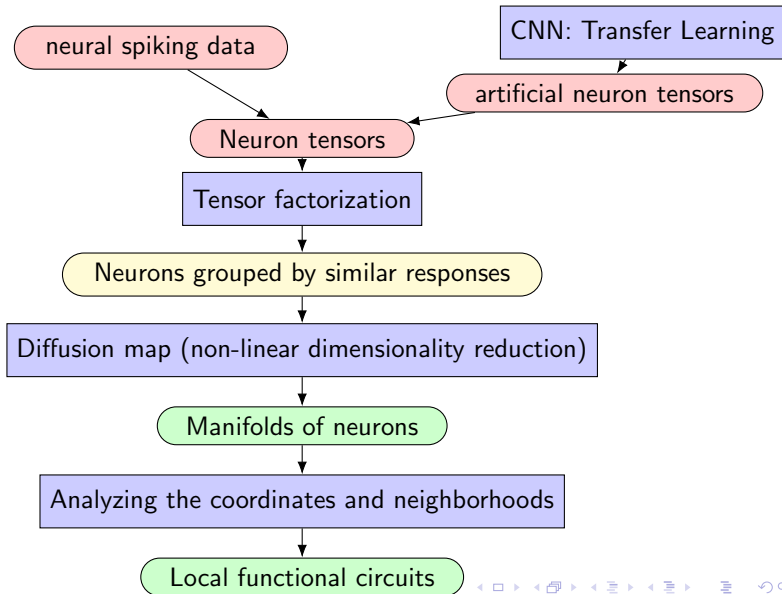 neural spiking data
CNN: Transfer Learning
artificial neuron tensors
Neuron tensors
Tensor factorization
Neurons grouped by similar responses
Diffusion map (non-linear dimensionality reduction)
Manifolds of neurons
Analyzing the coordinates and neighborhoods
Local functional circuits